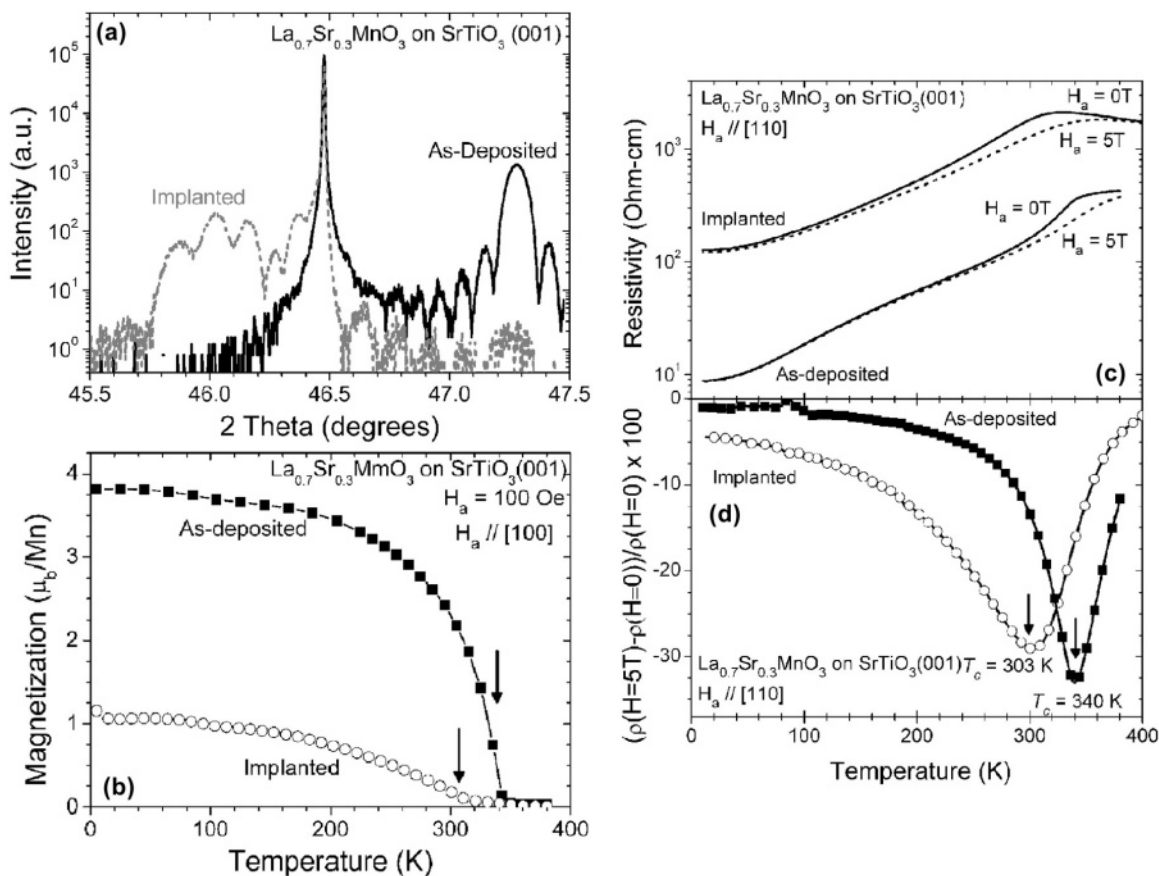 (a)
La0.7Sr0.3MnO3 on SrTiO3 (001)
As-Deposited
Implanted
Intensity (a.u.)
10^5
10^4
10^3
10^2
10^1
10^0
45.5 46.0 46.5 47.0 47.5
2 Theta (degrees)
La0.7Sr0.3MmO3 on SrTiO3(001)
Ha = 100 Oe
Ha // [100]
As-deposited
Implanted
(b)
Magnetization (μb/Mn)
4
3
2
1
0
0 100 200 300 400
Temperature (K)
La0.7Sr0.3MnO3 on SrTiO3(001)
Ha // [110]
Ha = 0T
Ha = 5T
Ha = 0T
Ha = 5T
Implanted
As-deposited
(c)
Resistivity (Ohm-cm)
10^3
10^2
10^1
0
As-deposited
Implanted
(d)
(ρ(H=5T)-ρ(H=0))/ρ(H=0)) x 100
-10
-20
-30
La0.7Sr0.3MnO3 on SrTiO3(001) Tc = 303 K
Ha // [110]
Tc = 340 K
0 100 200 300 400
Temperature (K)